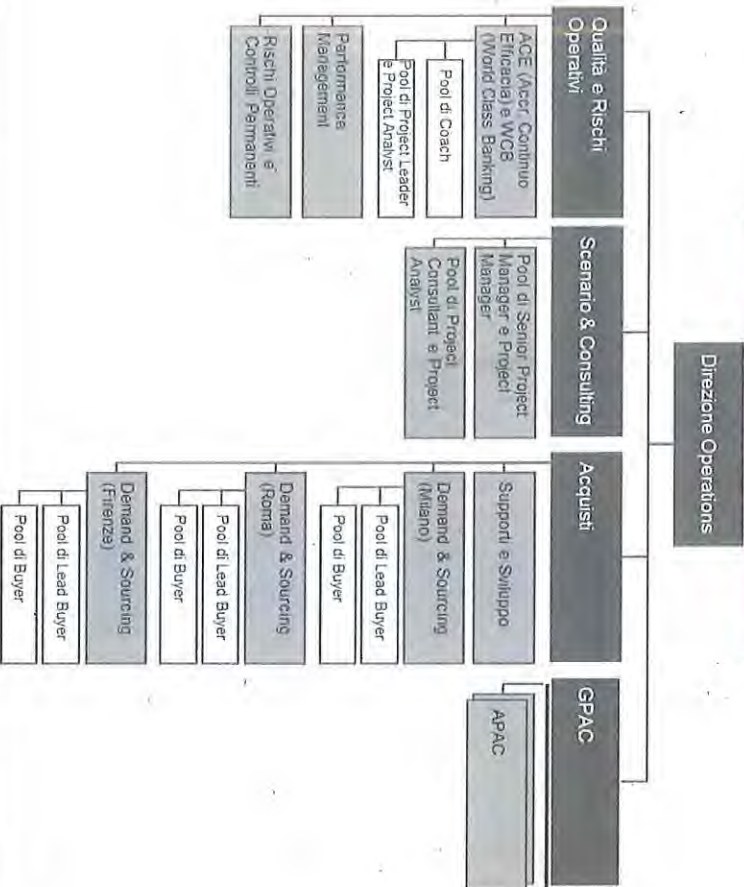 Direzione Operations
Qualità e Rischi
Operativi
ACE (Accr. Continuo
Efficacia) e WCB
(World Class Banking)
Pool di Coach
Pool di Project Leader
e Project Analyst
Performance
Management
Rischi Operativi e
Controlli Permanenti
Scenario & Consulting
Pool di Senior Project
Manager e Project
Manager
Pool di Project
Consultant e Project
Analyst
Acquisti
Supporti e Sviluppo
Demand & Sourcing
(Milano)
Pool di Lead Buyer
Pool di Buyer
Demand & Sourcing
(Roma)
Pool di Lead Buyer
Pool di Buyer
Demand & Sourcing
(Firenze)
Pool di Lead Buyer
Pool di Buyer
GPAC
APAC